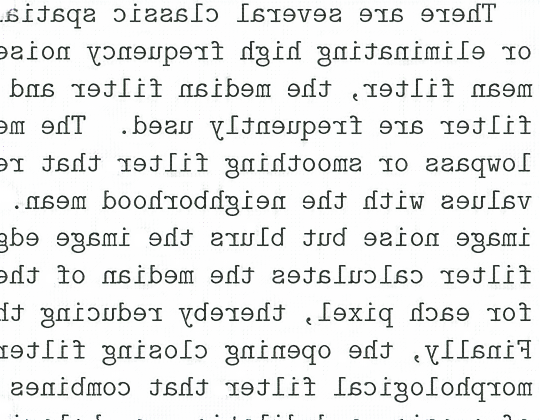 There are several classic spatia
or eliminating high frequency noise
mean filter, the median filter and
filter are frequently used. The me
lowpass or smoothing filter that re
values with the neighborhood mean.
image noise but blurs the image edg
filter calculates the median of the
for each pixel, thereby reducing th
Finally, the opening closing filter
morphological filter that combines